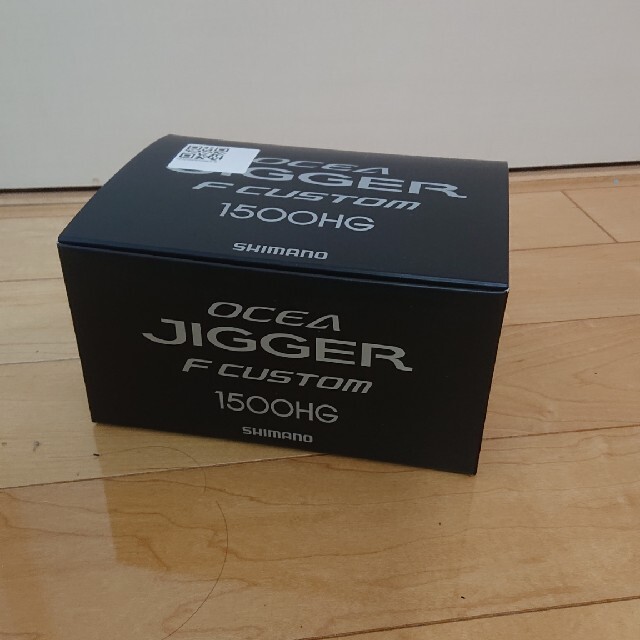 OCEA
JIGGER
F CUSTOM
1500HG
SHIMANO
OCEA
JIGGER
F CUSTOM
1500HG
SHIMANO